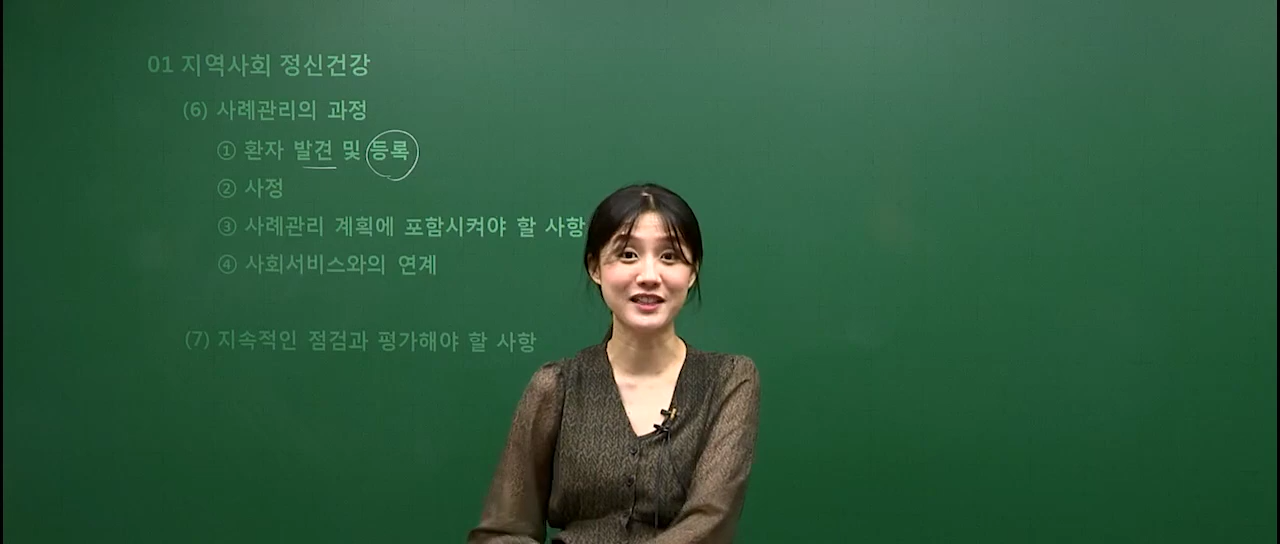 01 지역사회 정신건강
(6) 사례관리의 과정
① 환자 발견 및 등록
② 사정
③ 사례관리 계획에 포함시켜야 할 사항
④ 사회서비스와의 연계
(7) 지속적인 점검과 평가해야 할 사항